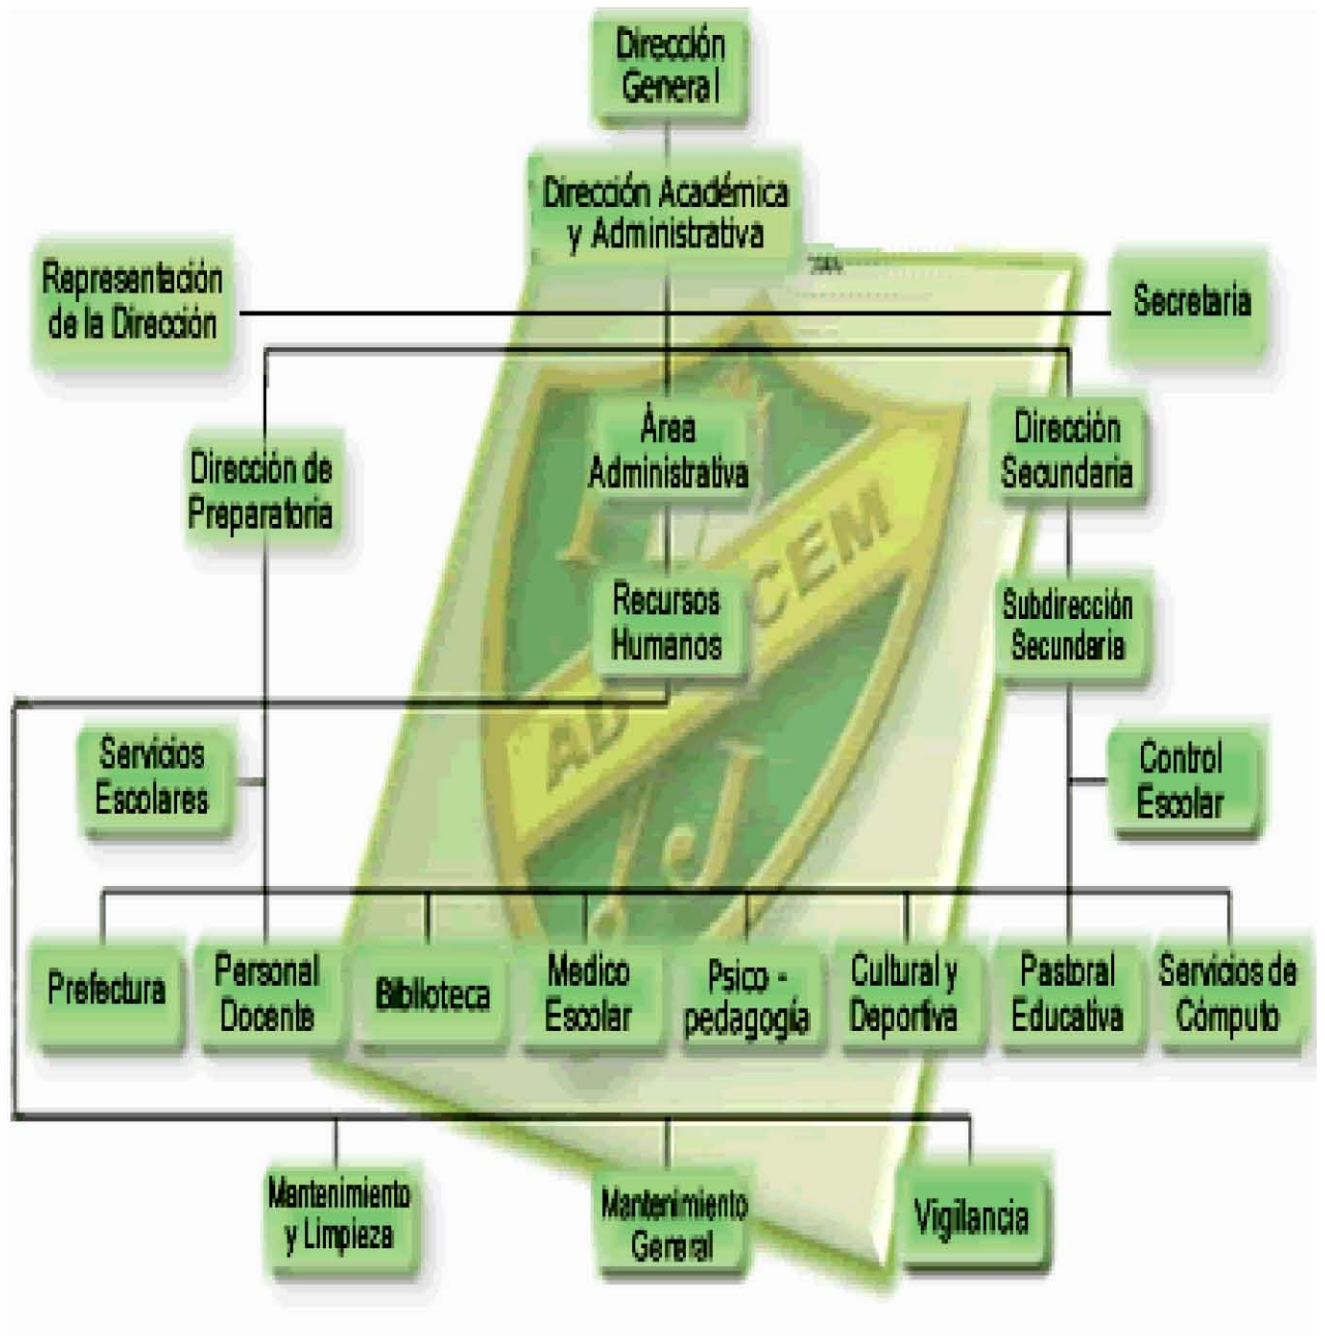 Dirección
General
Dirección Académica
y Administrativa
Representación
de la Dirección
Secretaria
Dirección de
Preparatoria
Área
Administrativa
Dirección
Secundaria
Recursos
Humanos
Subdirección
Secundaria
Servicios
Escolares
Control
Escolar
Prefectura
Personal
Docente
Biblioteca
Medico
Escolar
Psico -
pedagogía
Cultural y
Deportiva
Pastoral
Educativa
Servicios de
Cómputo
Mantenimiento
y Limpieza
Mantenimiento
General
Vigilancia